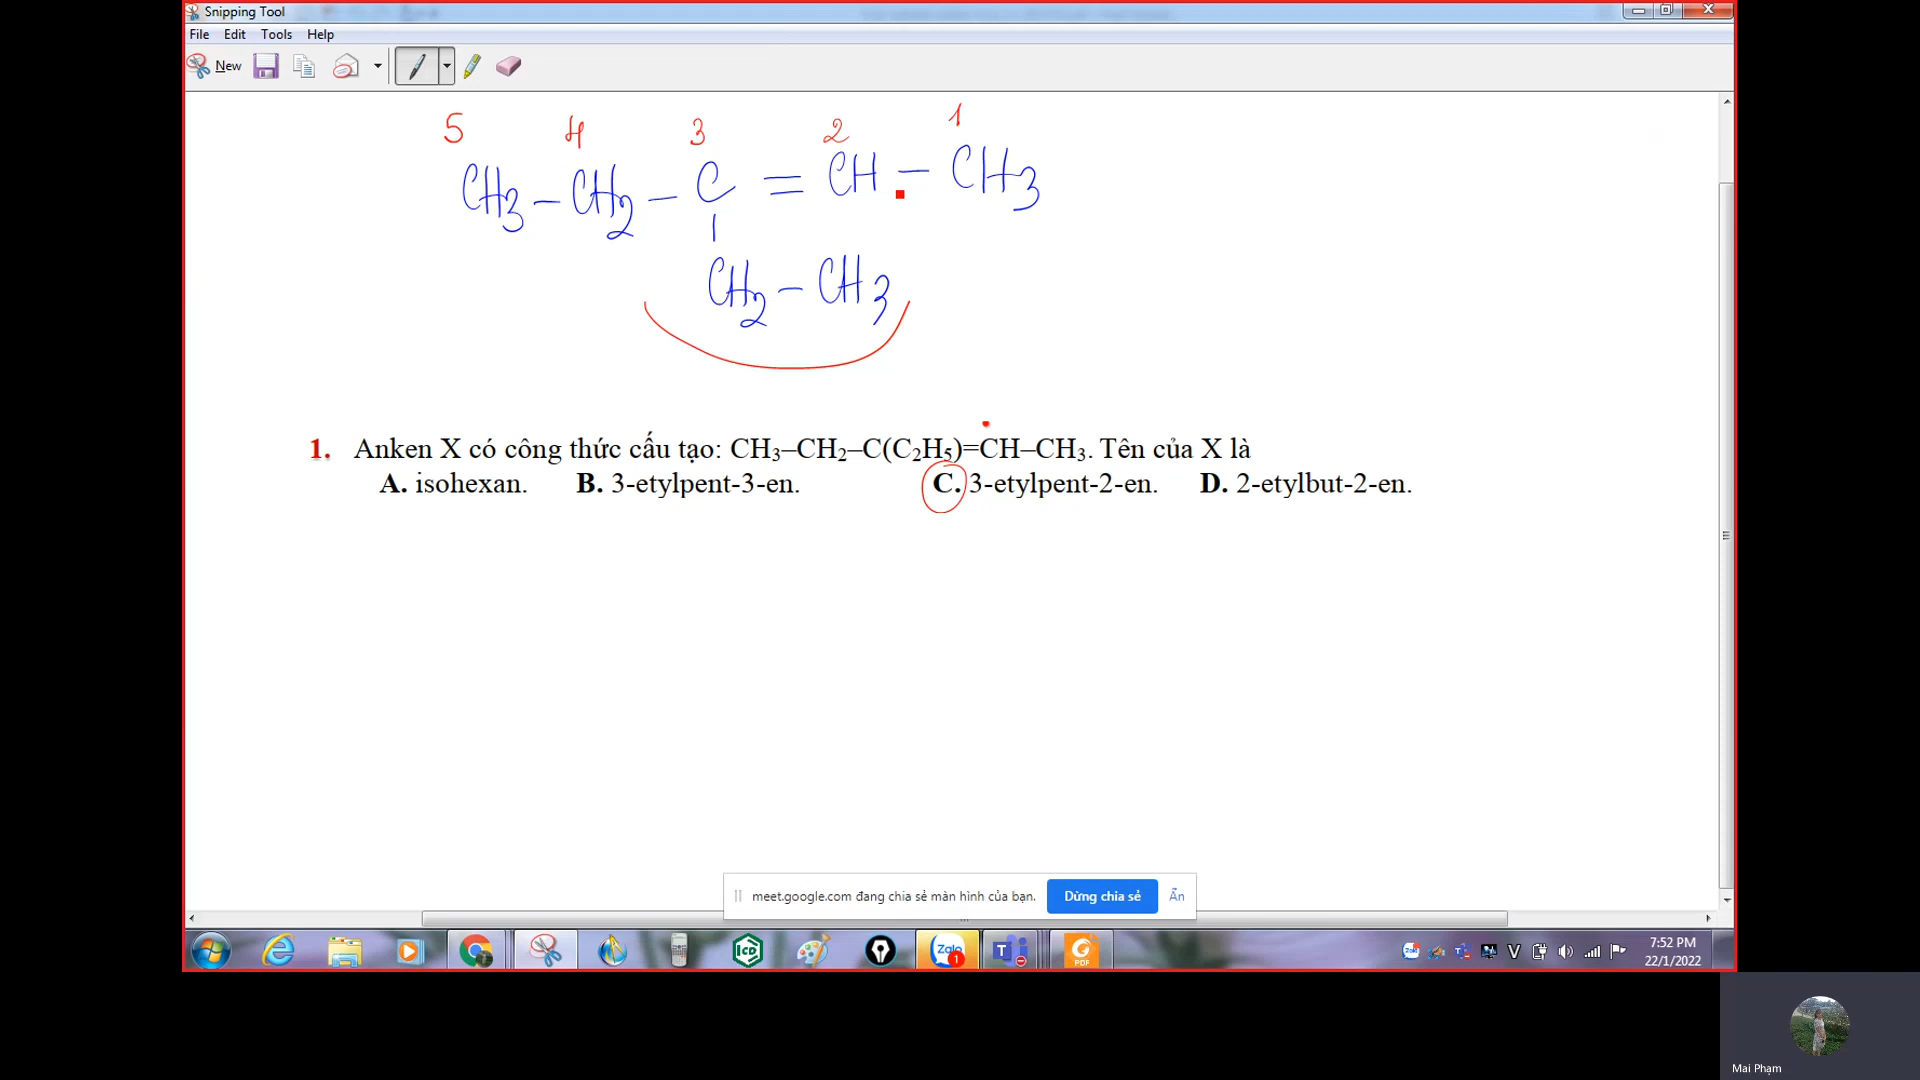 Snipping Tool
File Edit Tools Help
New
5 4 3 2 1
CH3 – CH2 – C = CH – CH3
CH2 – CH3
1. Anken X có công thức cấu tạo: CH₃–CH₂–C(C₂H₅)=CH–CH₃. Tên của X là
A. isohexan. B. 3-etylpent-3-en. C. 3-etylpent-2-en. D. 2-etylbut-2-en.
meet.google.com đang chia sẻ màn hình của bạn. Dừng chia sẻ Ẩn
7:52 PM
22/1/2022
Zalo
1
PDF
Mai Phạm